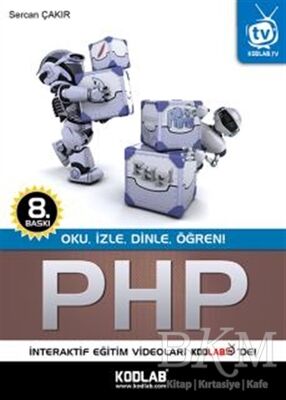 Sercan ÇAKIR
tv
KODLAB.TV
8.
BASKI
OKU, İZLE, DİNLE, ÖĞREN!
PHP
İNTERAKTİF EĞİTİM VİDEOLARI KODLAB'DE!
BKM
Kitap | Kırtasiye | Kafe
KODLAB
www.kodlab.com